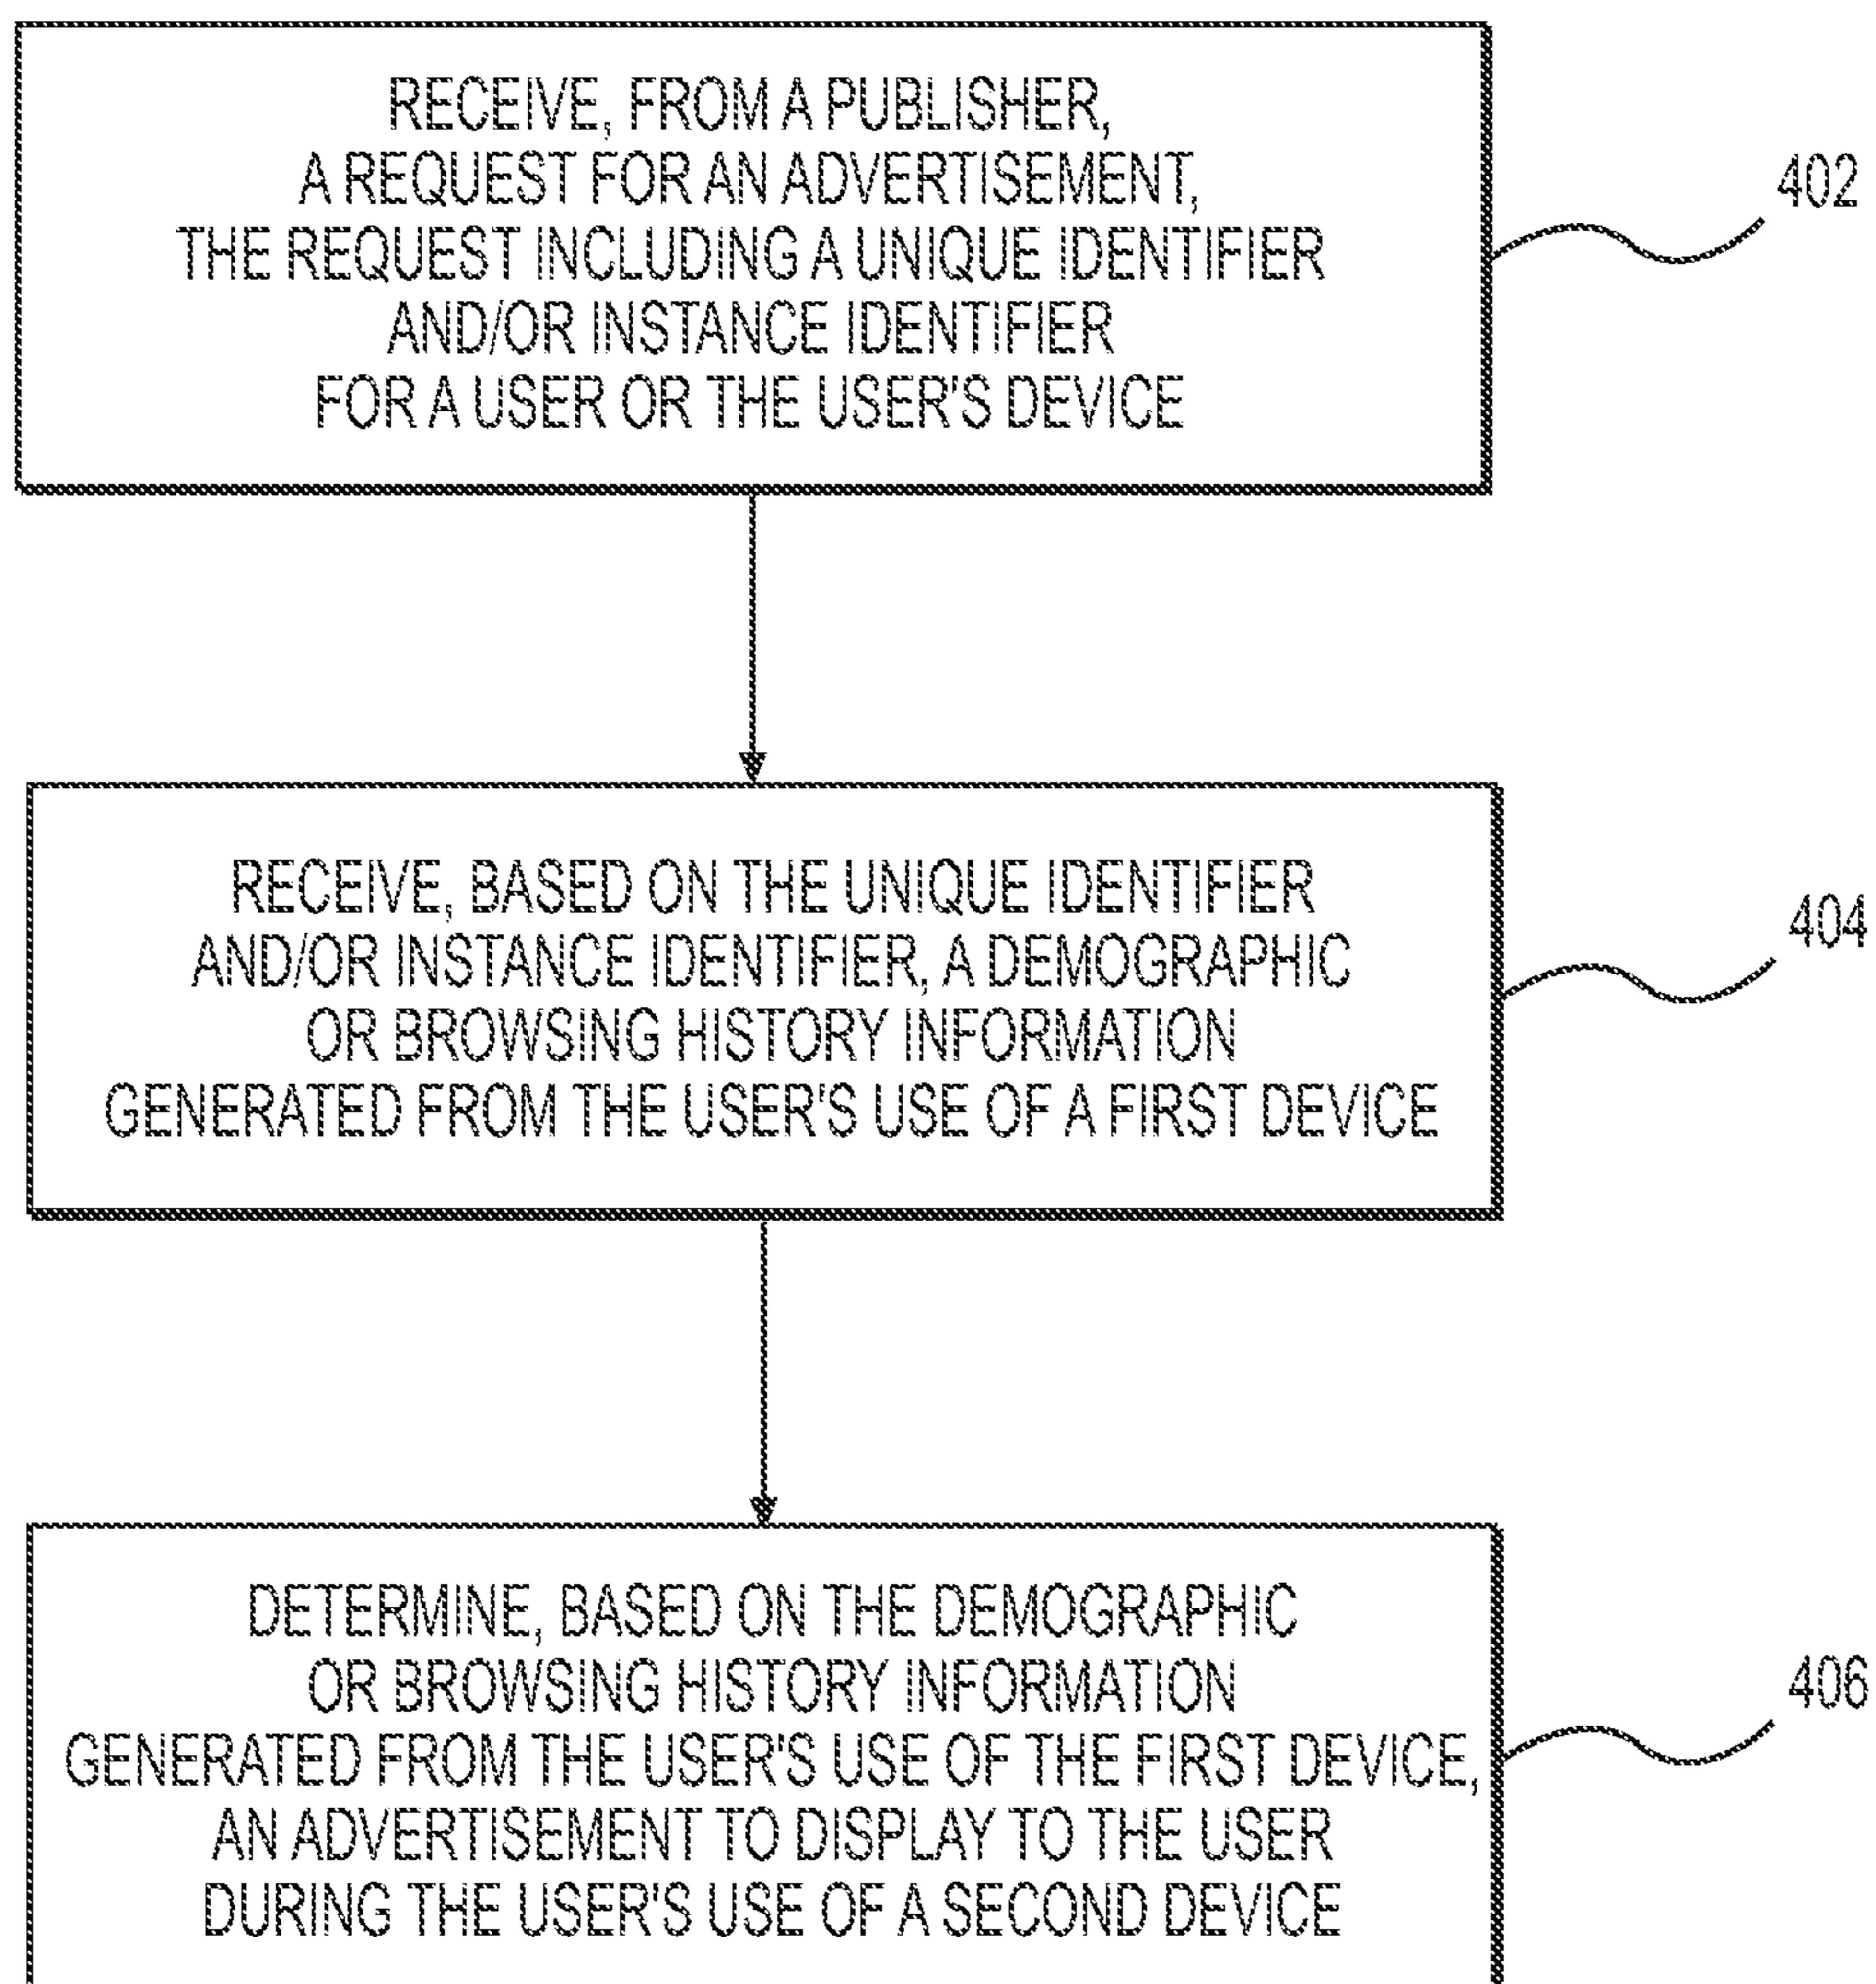 RECEIVE, FROM A PUBLISHER,
A REQUEST FOR AN ADVERTISEMENT,
THE REQUEST INCLUDING A UNIQUE IDENTIFIER
AND/OR INSTANCE IDENTIFIER
FOR A USER OR THE USER'S DEVICE
402
RECEIVE, BASED ON THE UNIQUE IDENTIFIER
AND/OR INSTANCE IDENTIFIER, A DEMOGRAPHIC
OR BROWSING HISTORY INFORMATION
GENERATED FROM THE USER'S USE OF A FIRST DEVICE
404
DETERMINE, BASED ON THE DEMOGRAPHIC
OR BROWSING HISTORY INFORMATION
GENERATED FROM THE USER'S USE OF THE FIRST DEVICE,
AN ADVERTISEMENT TO DISPLAY TO THE USER
DURING THE USER'S USE OF A SECOND DEVICE
406